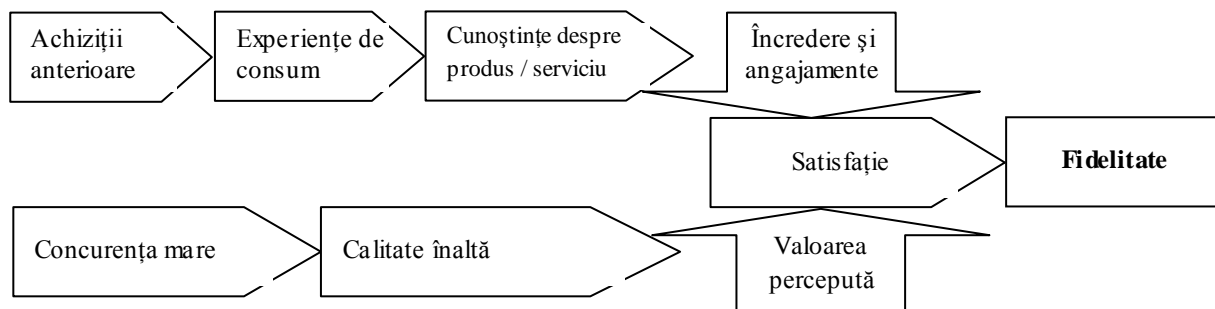 Achiziții
anterioare
Experiențe de
consum
Cunoștințe despre
produs / serviciu
Încredere și
angajamente
Satisfație
Fidelitate
Concurența mare
Calitate înaltă
Valoarea
percepută